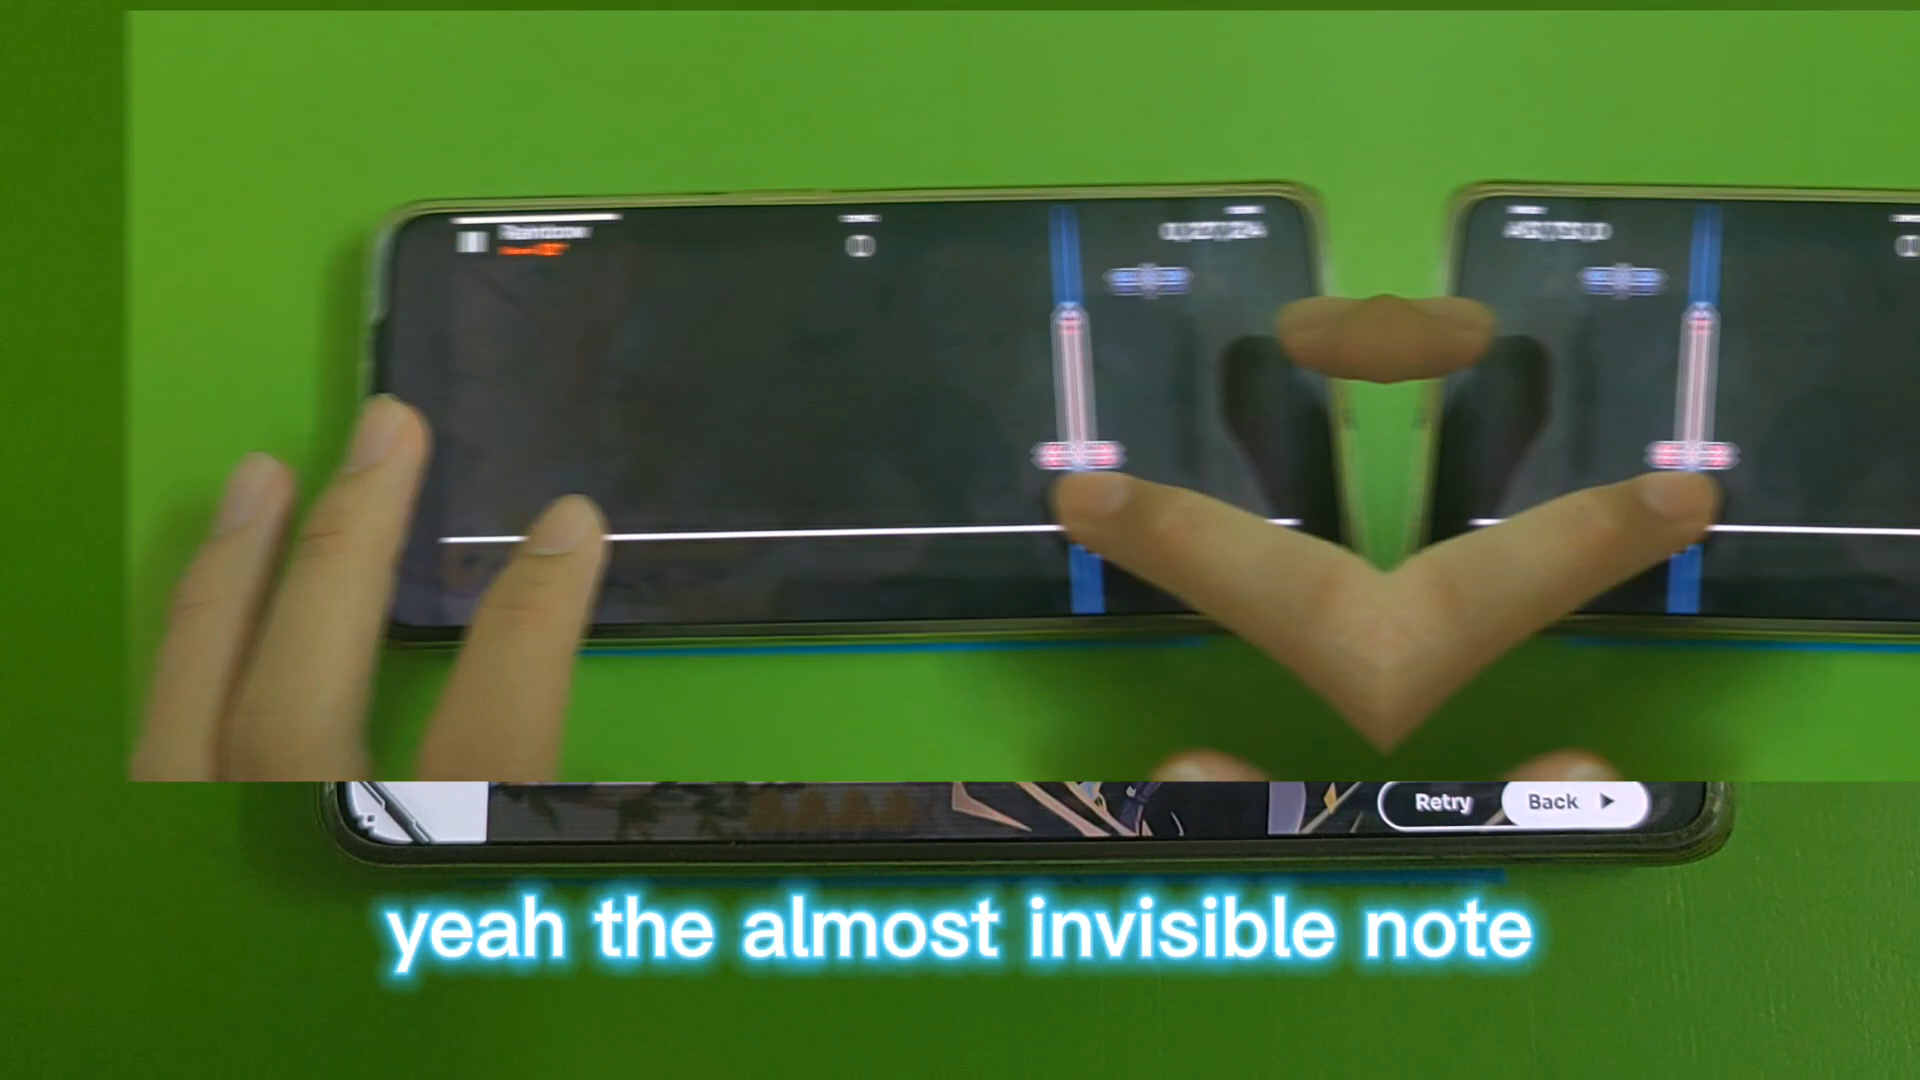 Retry
Back
yeah the almost invisible note